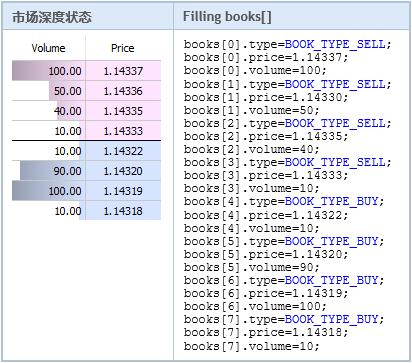 市场深度状态
Filling books[]
Volume Price
100.00 1.14337
50.00 1.14336
40.00 1.14335
10.00 1.14333
10.00 1.14322
90.00 1.14320
100.00 1.14319
10.00 1.14318
books[0].type=BOOK_TYPE_SELL;
books[0].price=1.14337;
books[0].volume=100;
books[1].type=BOOK_TYPE_SELL;
books[1].price=1.14330;
books[1].volume=50;
books[2].type=BOOK_TYPE_SELL;
books[2].price=1.14335;
books[2].volume=40;
books[3].type=BOOK_TYPE_SELL;
books[3].price=1.14333;
books[3].volume=10;
books[4].type=BOOK_TYPE_BUY;
books[4].price=1.14322;
books[4].volume=10;
books[5].type=BOOK_TYPE_BUY;
books[5].price=1.14320;
books[5].volume=90;
books[6].type=BOOK_TYPE_BUY;
books[6].price=1.14319;
books[6].volume=100;
books[7].type=BOOK_TYPE_BUY;
books[7].price=1.14318;
books[7].volume=10;